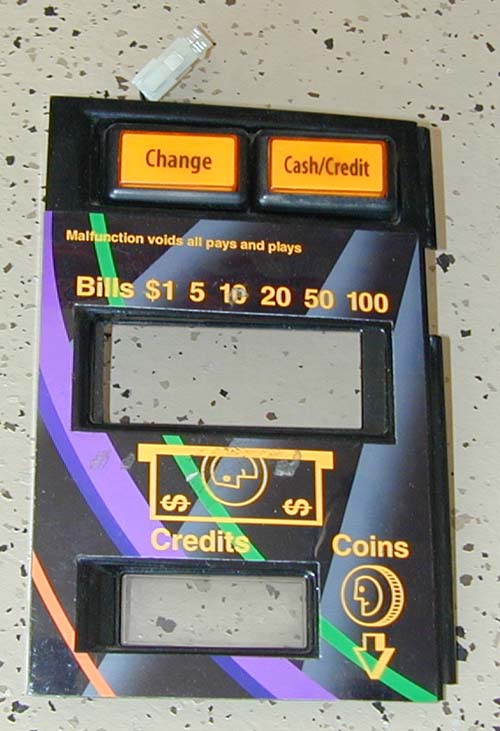 Change
Cash/Credit
Malfunction voids all pays and plays
Bills $1 5 10 20 50 100
$ $
Credits
Coins